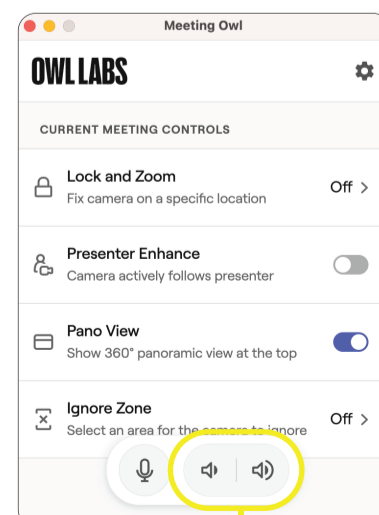 Meeting Owl
OWL LABS
CURRENT MEETING CONTROLS
Lock and Zoom
Off >
Fix camera on a specific location
Presenter Enhance
Camera actively follows presenter
Pano View
Show 360° panoramic view at the top
Ignore Zone
Off >
Select an area for the camera to ignore